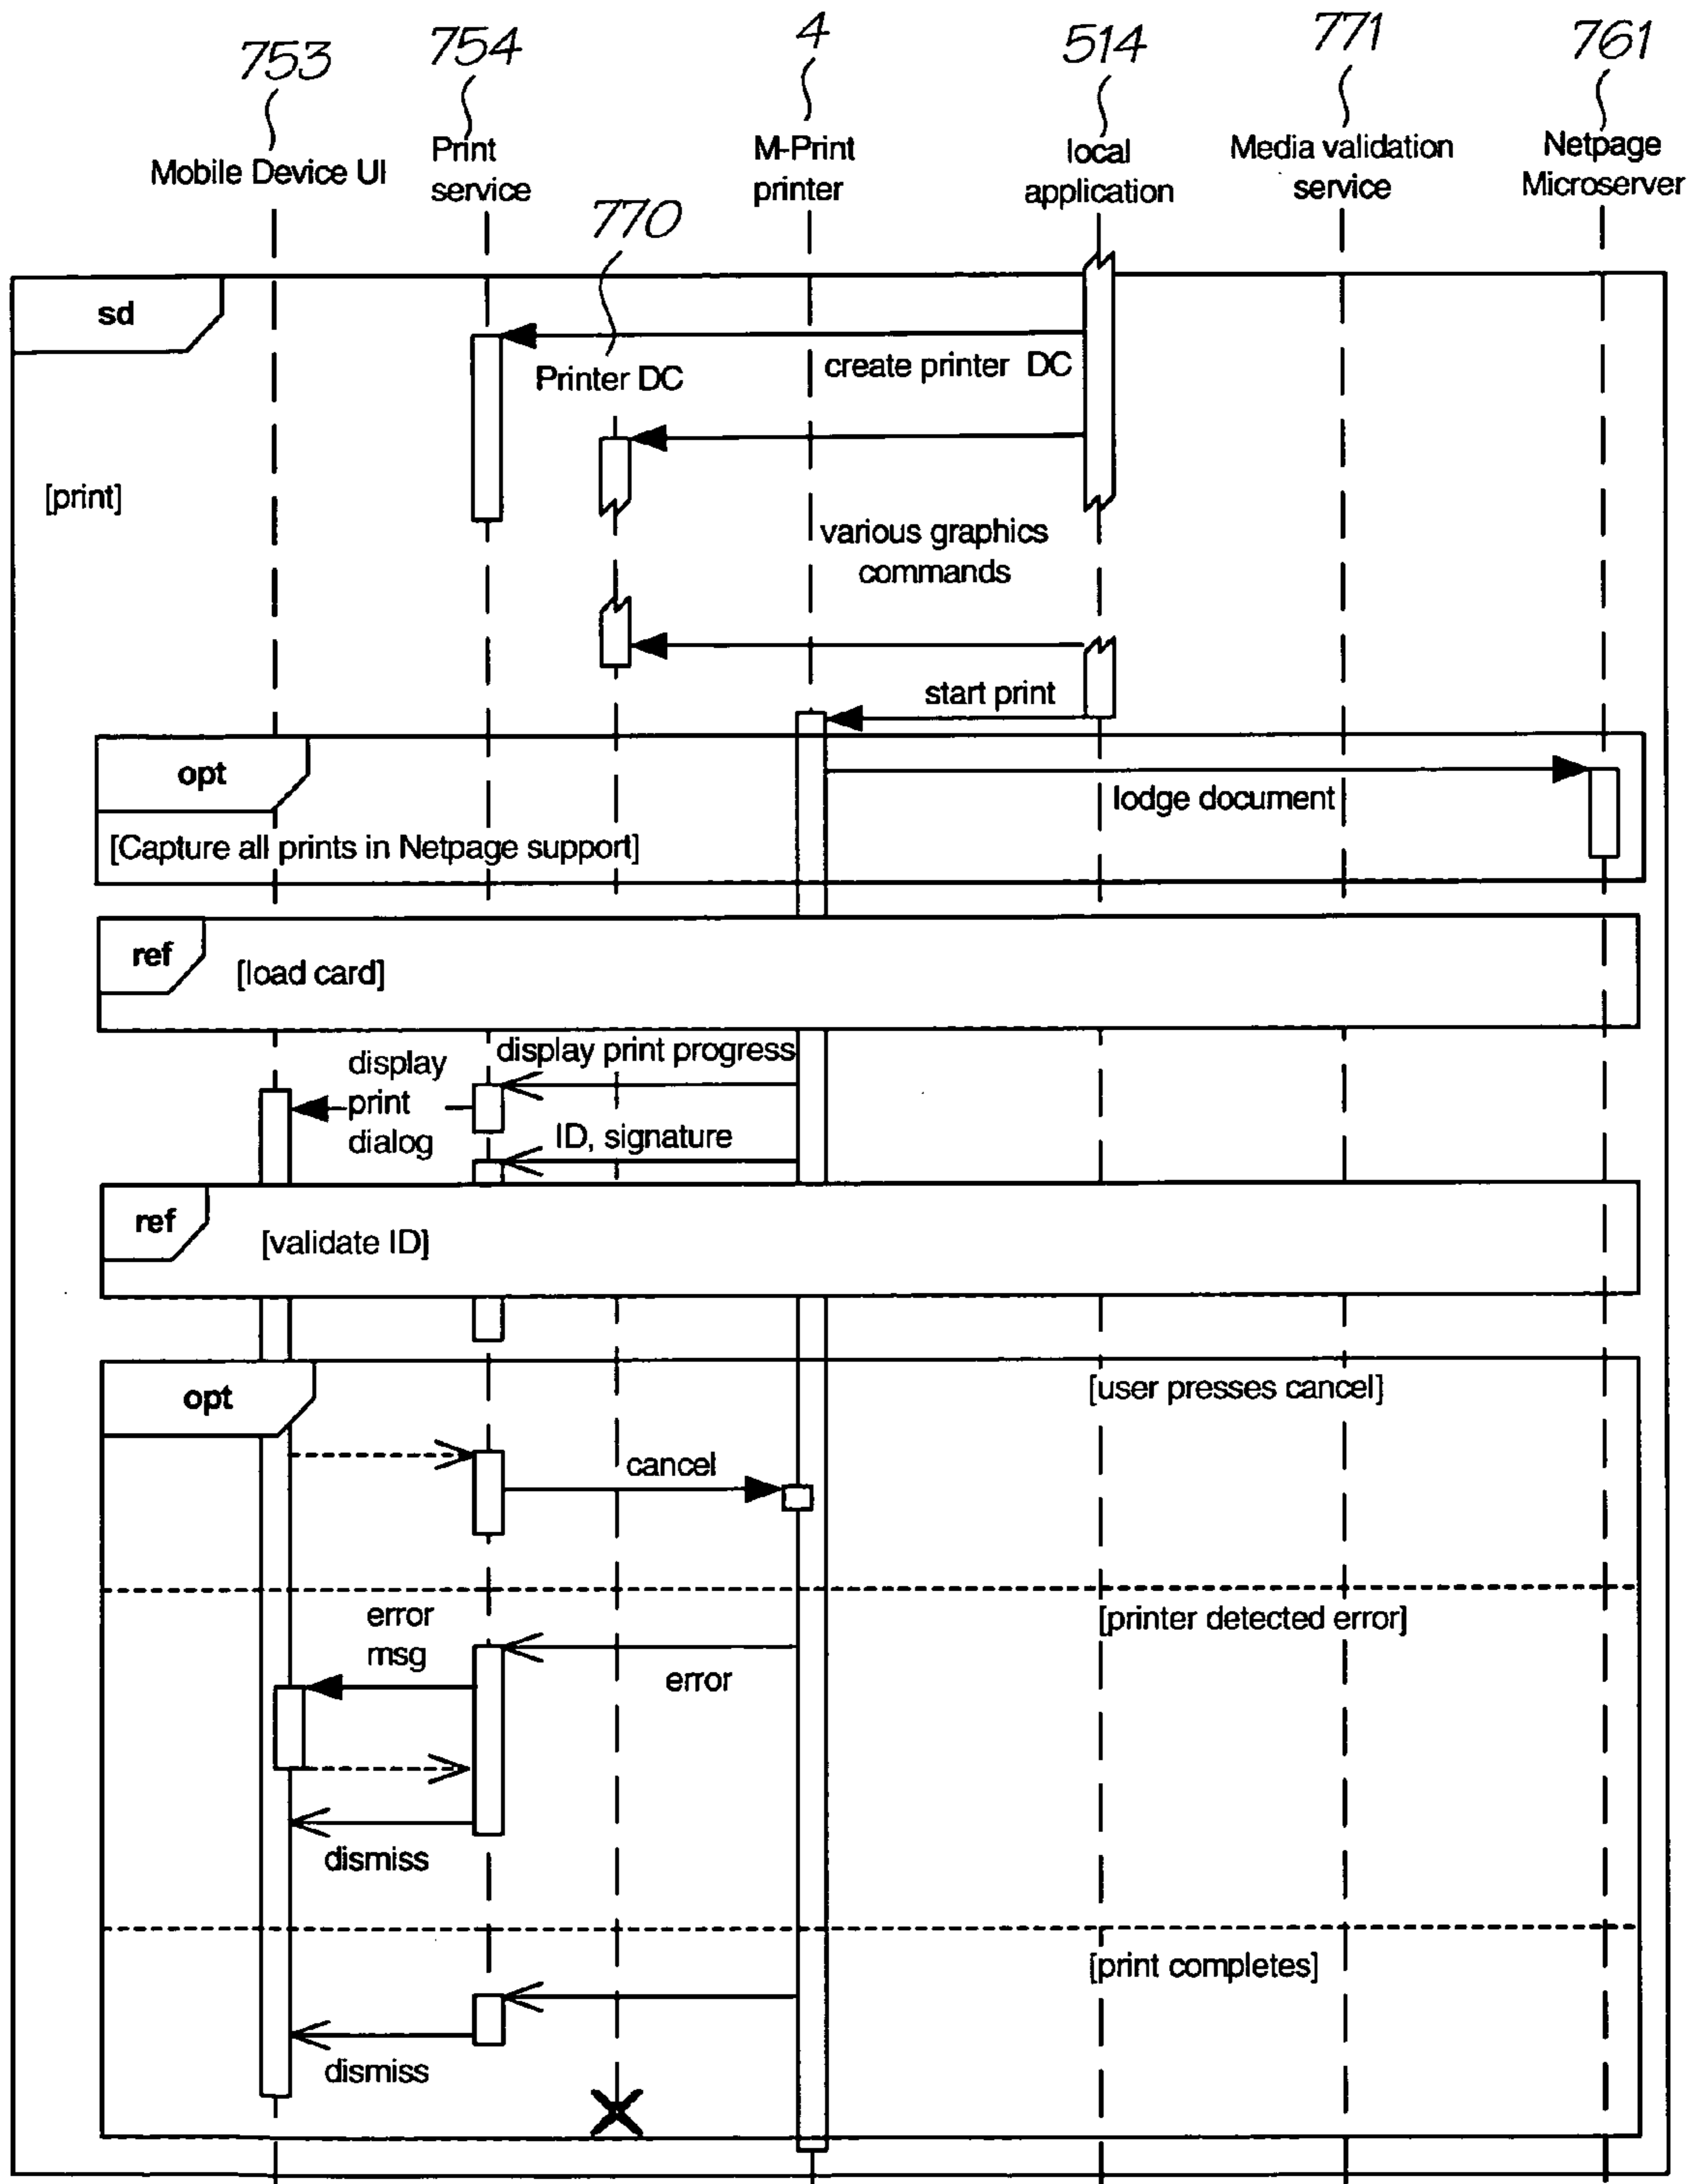 753
754
4
514
771
761
Mobile Device UI
Print
service
M-Print
printer
local
application
Media validation
service
Netpage
Microserver
770
sd
create printer DC
Printer DC
[print]
various graphics
commands
start print
opt
lodge document
[Capture all prints in Netpage support]
ref
[load card]
display print progress
display
print
dialog
ID, signature
ref
[validate ID]
opt
[user presses cancel]
cancel
[printer detected error]
error
msg
error
dismiss
[print completes]
dismiss